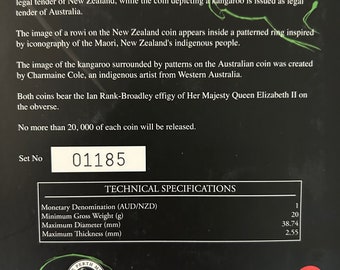 legal tender of New Zealand, while the coin depicting a kangaroo is issued as legal
tender of Australia.
The image of a rowi on the New Zealand coin appears inside a patterned ring inspired
by iconography of the Maori, New Zealand's indigenous people.
The image of the kangaroo surrounded by patterns on the Australian coin was created
by Charmaine Cole, an indigenous artist from Western Australia.
Both coins bear the Ian Rank-Broadley effigy of Her Majesty Queen Elizabeth II on
the obverse.
No more than 20, 000 of each coin will be released.
Set No 01185
TECHNICAL SPECIFICATIONS
Monetary Denomination (AUD/NZD) 1
Minimum Gross Weight (g) 20
Maximum Diameter (mm) 38.74
Maximum Thickness (mm) 2.55
PERTH